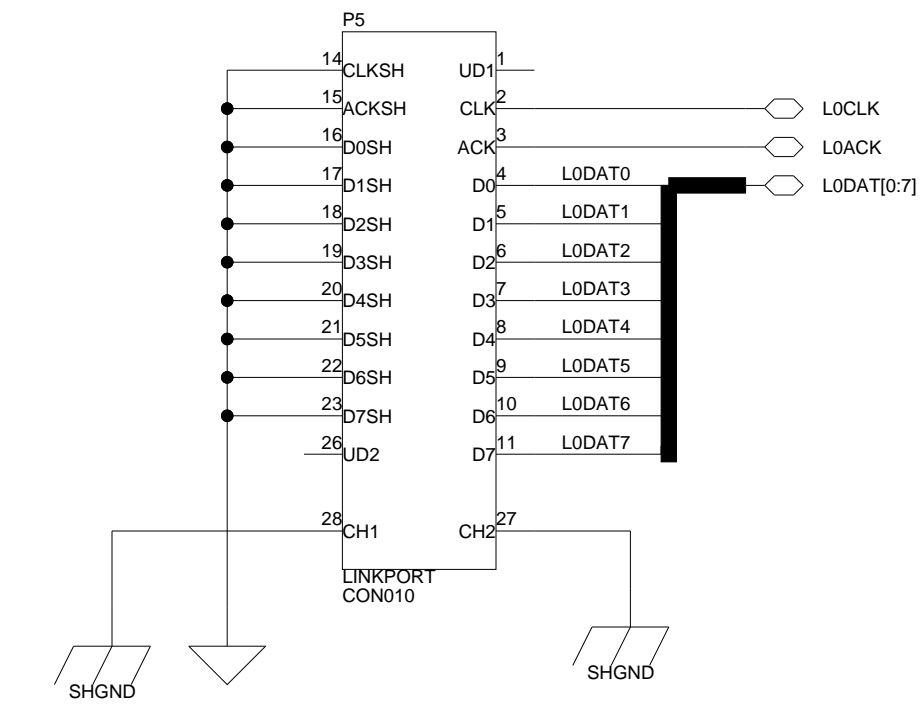 P5
14 CLKSH UD1 1
15 ACKSH CLK 2 L0CLK
16 D0SH ACK 3 L0ACK
17 D1SH D0 4 L0DAT0 L0DAT[0:7]
18 D2SH D1 5 L0DAT1
19 D3SH D2 6 L0DAT2
20 D4SH D3 7 L0DAT3
21 D5SH D4 8 L0DAT4
22 D6SH D5 9 L0DAT5
23 D7SH D6 10 L0DAT6
26 UD2 D7 11 L0DAT7
28 CH1 CH2 27
LINKPORT
CON010
SHGND
SHGND